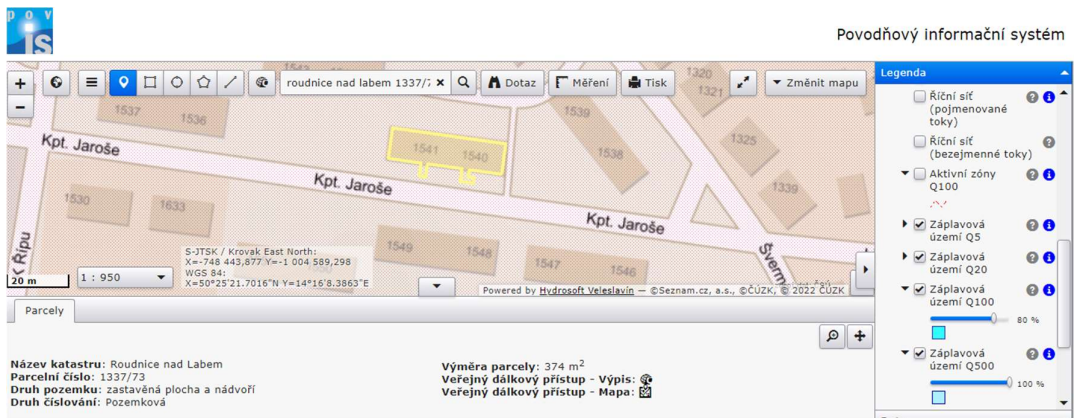 p o v
is
Povodňový informační systém
roudnice nad labem 1337/7
Dotaz
Měření
Tisk
Změnit mapu
Legenda
1320
1321
1537
1536
1539
1541
1540
1538
1325
1339
Kpt. Jaroše
Kpt. Jaroše
Kpt. Jaroše
1530
1633
1549
1548
1547
1546
1550
K Řípu
Šverm
S-JTSK / Krovak East North:
X=-748 443,877 Y=-1 004 589,298
WGS 84:
X=50°25'21.7016"N Y=14°16'8.3863"E
20 m
1 : 950
Powered by Hydrosoft Veleslavín — ©Seznam.cz, a.s., ©ČÚZK, © 2022 ČÚZK
Říční síť
(pojmenované
toky)
Říční síť
(bezejmenné toky)
Aktivní zóny
Q100
Záplavová
území Q5
Záplavová
území Q20
Záplavová
území Q100
80 %
Záplavová
území Q500
100 %
Parcely
Název katastru: Roudnice nad Labem
Parcelní číslo: 1337/73
Druh pozemku: zastavěná plocha a nádvoří
Druh číslování: Pozemková
Výměra parcely: 374 m2
Veřejný dálkový přístup - Výpis:
Veřejný dálkový přístup - Mapa: